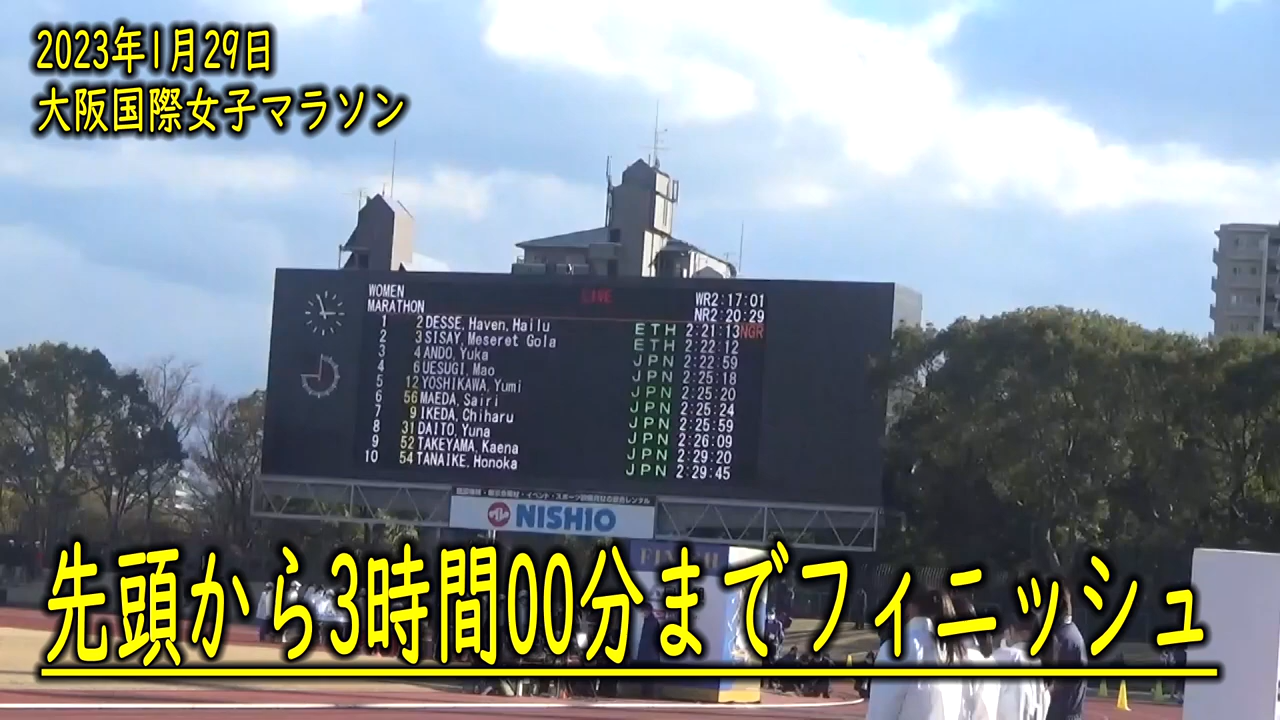 2023年1月29日
大阪国際女子マラソン
WOMEN
MARATHON
LIVE
WR2:17:01
NR2:20:29
1 2 DESSE, Haven, Hailu ETH 2:21:13 NGR
2 3 SISAY, Meseret Gola ETH 2:22:12
3 4 ANDO, Yuka JPN 2:22:59
4 6 UESUGI, Mao JPN 2:25:18
5 12 YOSHIKAWA, Yumi JPN 2:25:20
6 56 MAEDA, Sairi JPN 2:25:24
7 9 IKEDA, Chiharu JPN 2:25:59
8 31 DAITO, Yuna JPN 2:26:09
9 52 TAKEYAMA, Kaena JPN 2:29:20
10 54 TANAIKE, Honoka JPN 2:29:45
NISHIO
FINISH
先頭から3時間00分までフィニッシュ